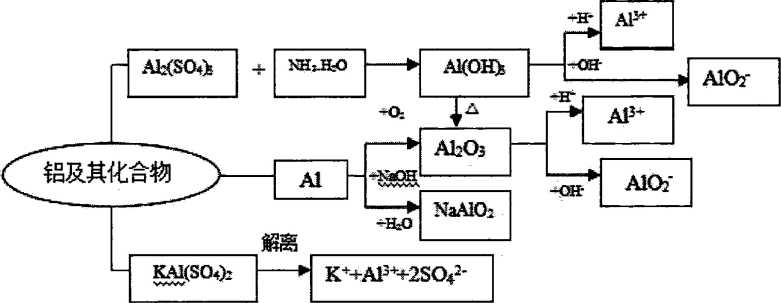 +H⁻ Al³⁺
Al₂(SO₄)₃ + NH₃.H₂O Al(OH)₃ +OH⁻ AlO₂⁻
+O₂ △ +H⁺ Al³⁺
铝及其化合物 Al Al₂O₃
+NaOH +OH⁻ AlO₂⁻
+H₂O NaAlO₂
解离
KAl(SO₄)₂ K⁺+Al³⁺+2SO₄²⁻